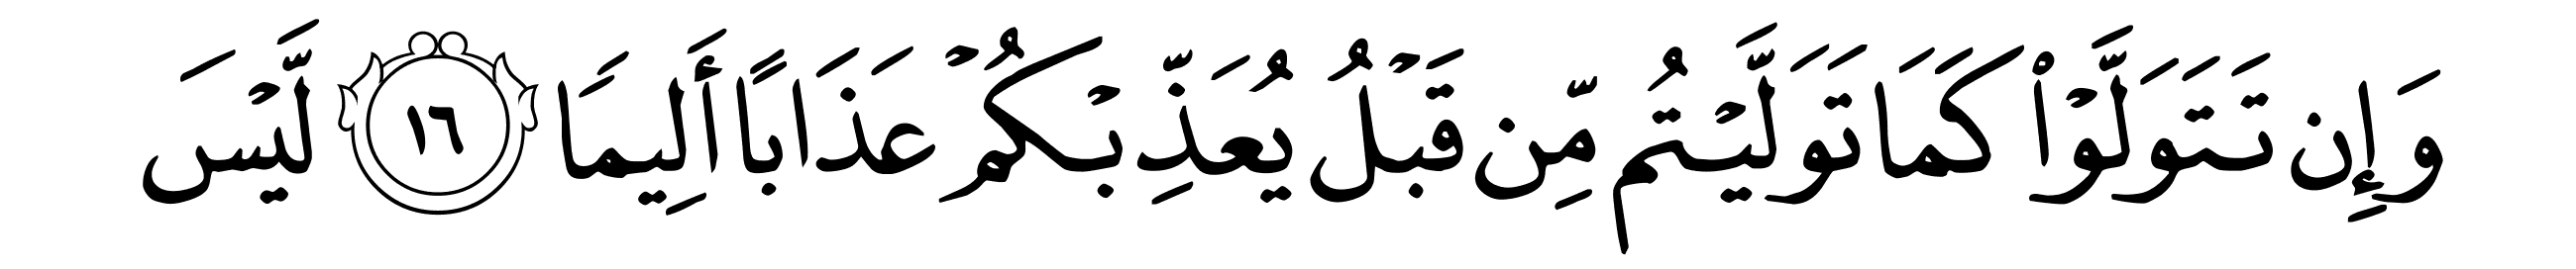 وَإِن تَتَوَلَّوۡاْ كَمَا تَوَلَّيۡتُم مِّن قَبۡلُ يُعَذِّبۡكُمۡ عَذَابًا أَلِيمًا ١٦ لَّيۡسَ